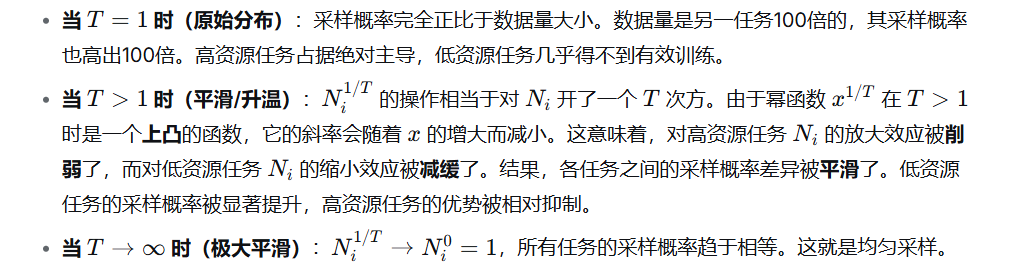 • 当 T = 1 时（原始分布）：采样概率完全正比于数据量大小。数据量是另一任务100倍的，其采样概率
也高出100倍。高资源任务占据绝对主导，低资源任务几乎得不到有效训练。
• 当 T > 1 时（平滑/升温）：N_i^{1/T} 的操作相当于对 N_i 开了一个 T 次方。由于幂函数 x^{1/T} 在 T > 1
时是一个上凸的函数，它的斜率会随着 x 的增大而减小。这意味着，对高资源任务 N_i 的放大效应被削
弱了，而对低资源任务 N_i 的缩小效应被减缓了。结果，各任务之间的采样概率差异被平滑了。低资源
任务的采样概率被显著提升，高资源任务的优势被相对抑制。
• 当 T → ∞ 时（极大平滑）：N_i^{1/T} → N_i^0 = 1，所有任务的采样概率趋于相等。这就是均匀采样。